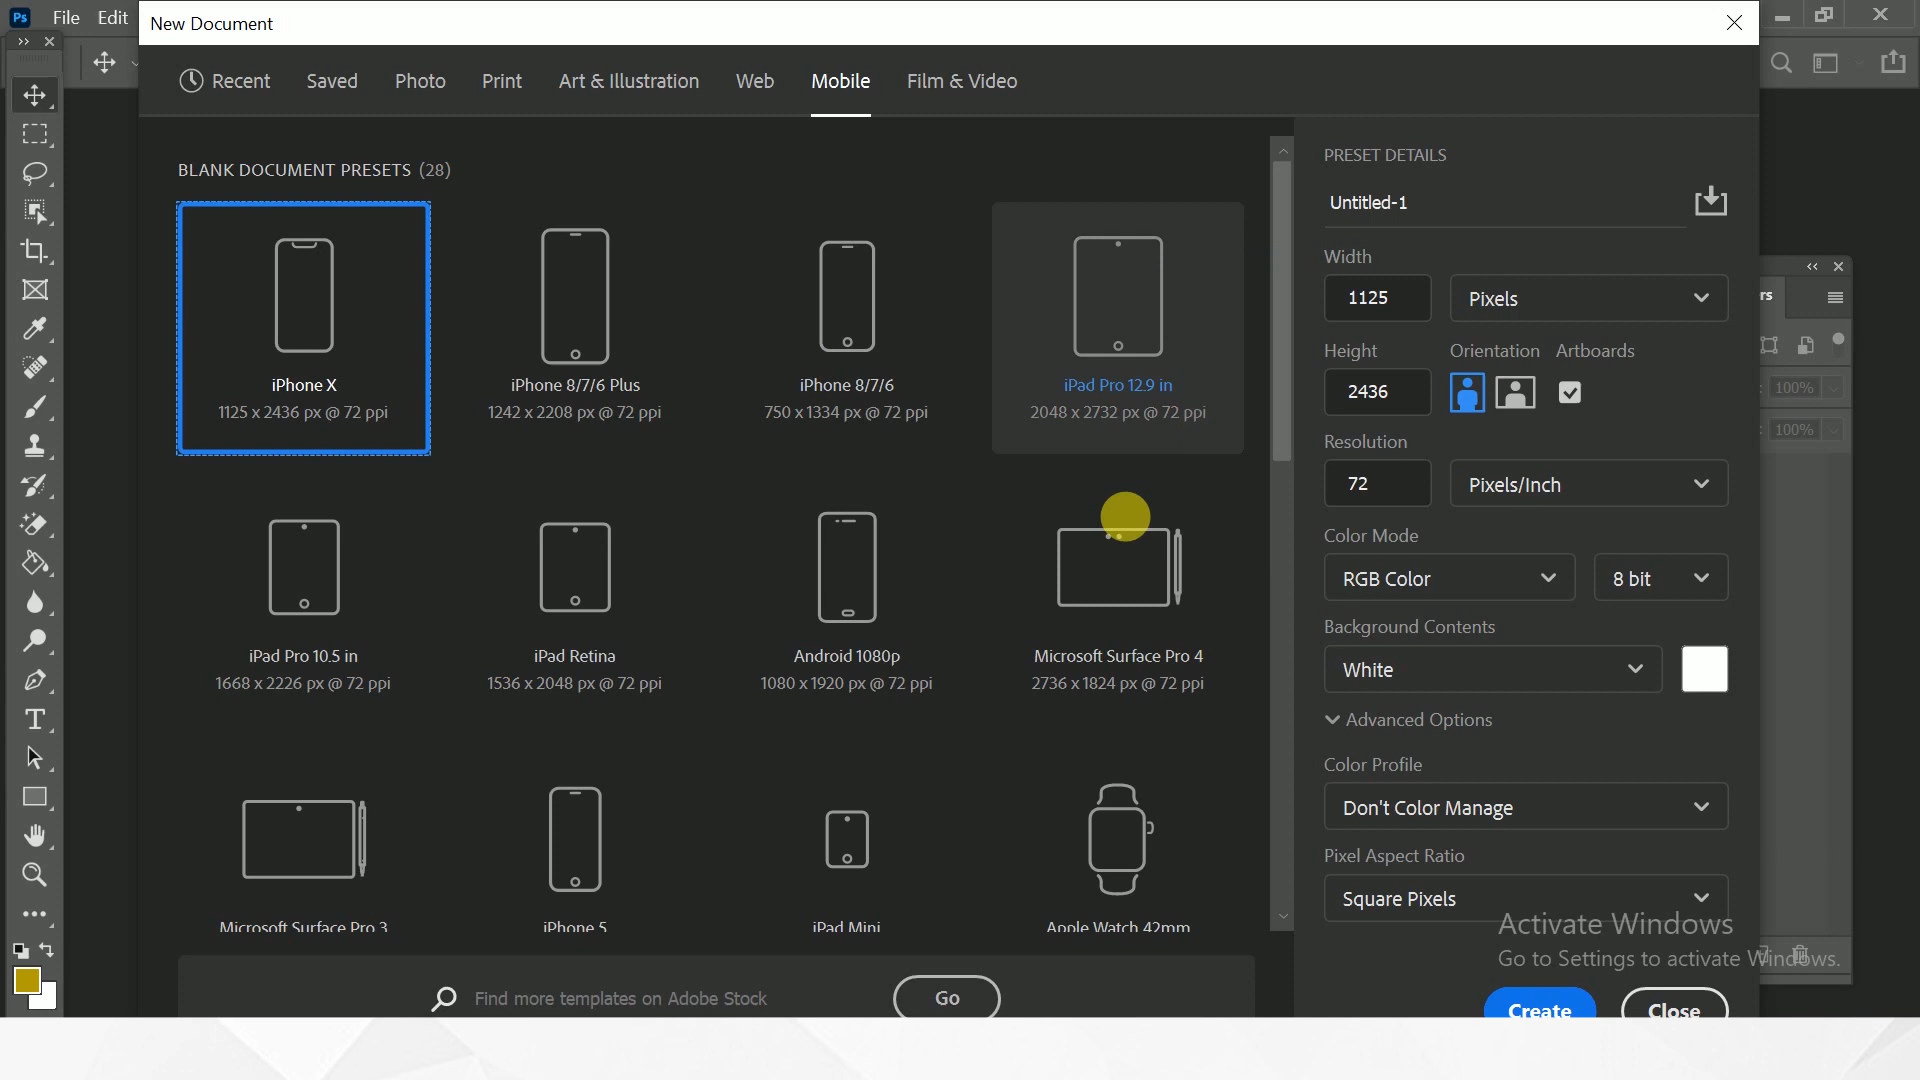 Ps File Edit
New Document
Recent Saved Photo Print Art & Illustration Web Mobile Film & Video
BLANK DOCUMENT PRESETS (28)
iPhone X
1125 x 2436 px @ 72 ppi
iPhone 8/7/6 Plus
1242 x 2208 px @ 72 ppi
iPhone 8/7/6
750 x 1334 px @ 72 ppi
iPad Pro 12.9 in
2048 x 2732 px @ 72 ppi
iPad Pro 10.5 in
1668 x 2226 px @ 72 ppi
iPad Retina
1536 x 2048 px @ 72 ppi
Android 1080p
1080 x 1920 px @ 72 ppi
Microsoft Surface Pro 4
2736 x 1824 px @ 72 ppi
Microsoft Surface Pro 3
iPhone 5
iPad Mini
Apple Watch 42mm
Find more templates on Adobe Stock
Go
PRESET DETAILS
Untitled-1
Width
1125 Pixels
Height Orientation Artboards
2436
Resolution
72 Pixels/Inch
Color Mode
RGB Color 8 bit
Background Contents
White
Advanced Options
Color Profile
Don't Color Manage
Pixel Aspect Ratio
Square Pixels
Create Close
rs
100%
100%
Activate Windows
Go to Settings to activate Windows.